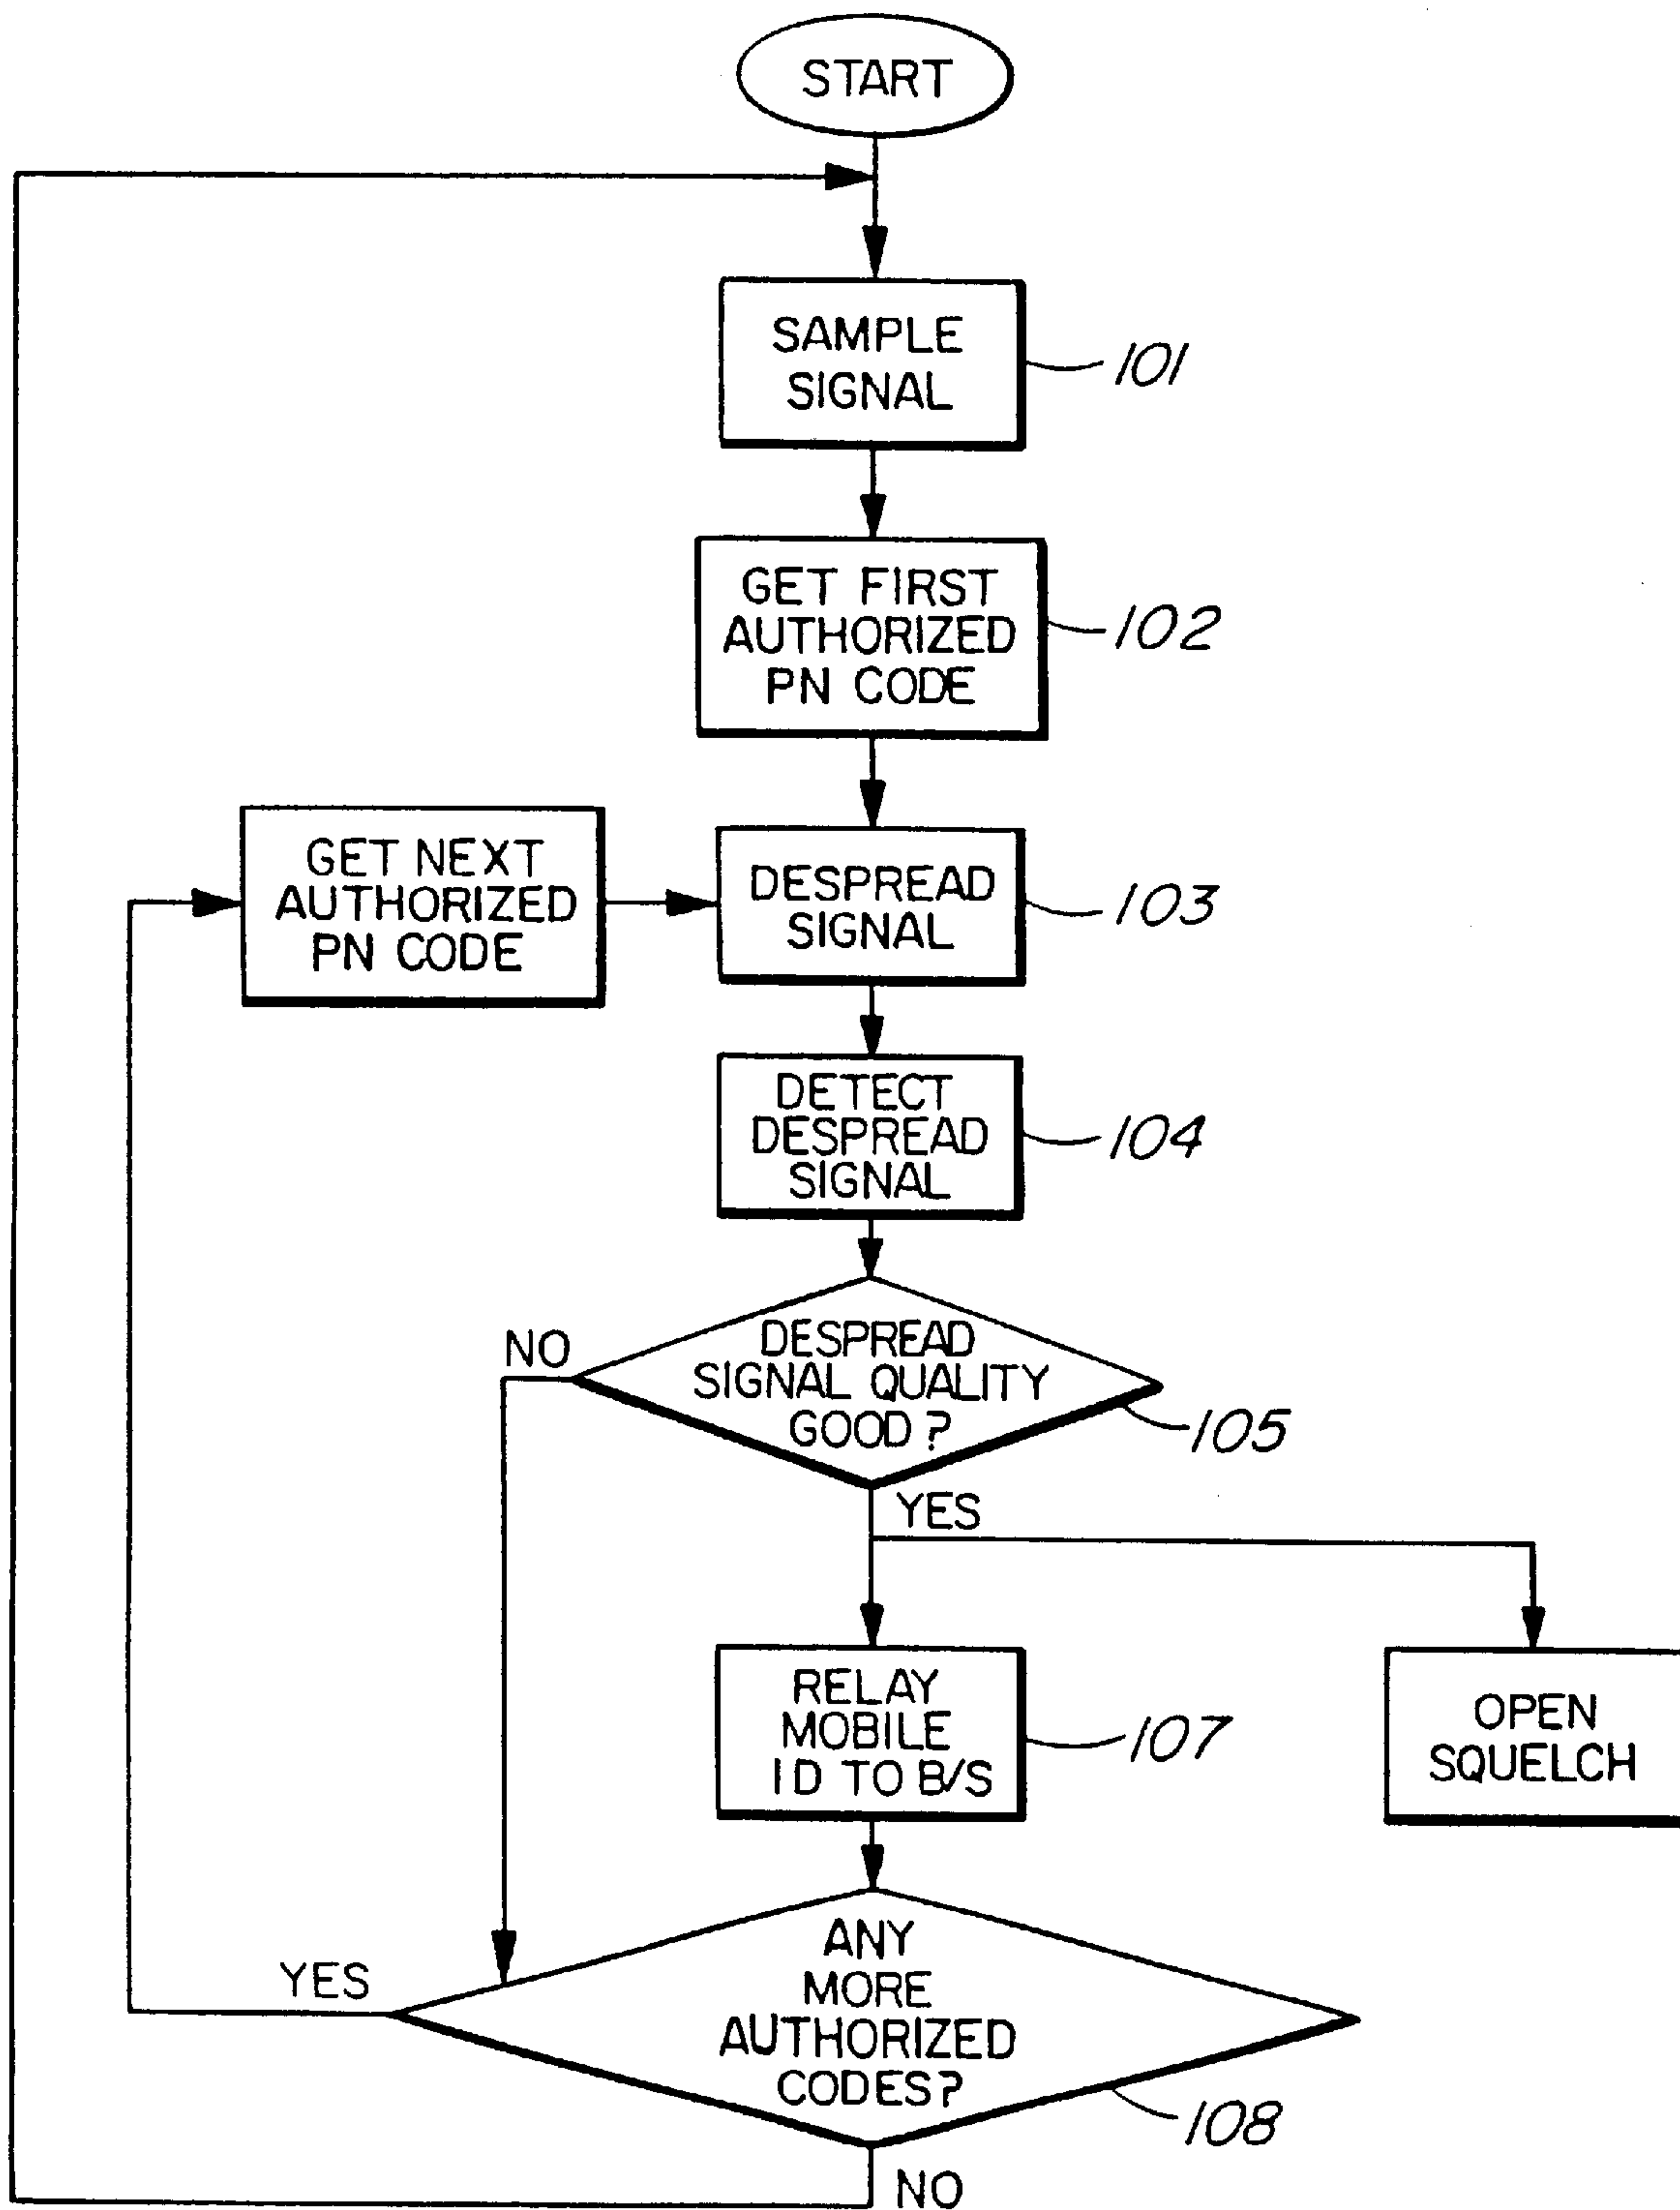 START
SAMPLE
SIGNAL
101
GET FIRST
AUTHORIZED
PN CODE
102
GET NEXT
AUTHORIZED
PN CODE
DESPREAD
SIGNAL
103
DETECT
DESPREAD
SIGNAL
104
NO
DESPREAD
SIGNAL QUALITY
GOOD?
105
YES
RELAY
MOBILE
ID TO B/S
107
OPEN
SQUELCH
YES
ANY
MORE
AUTHORIZED
CODES?
108
NO